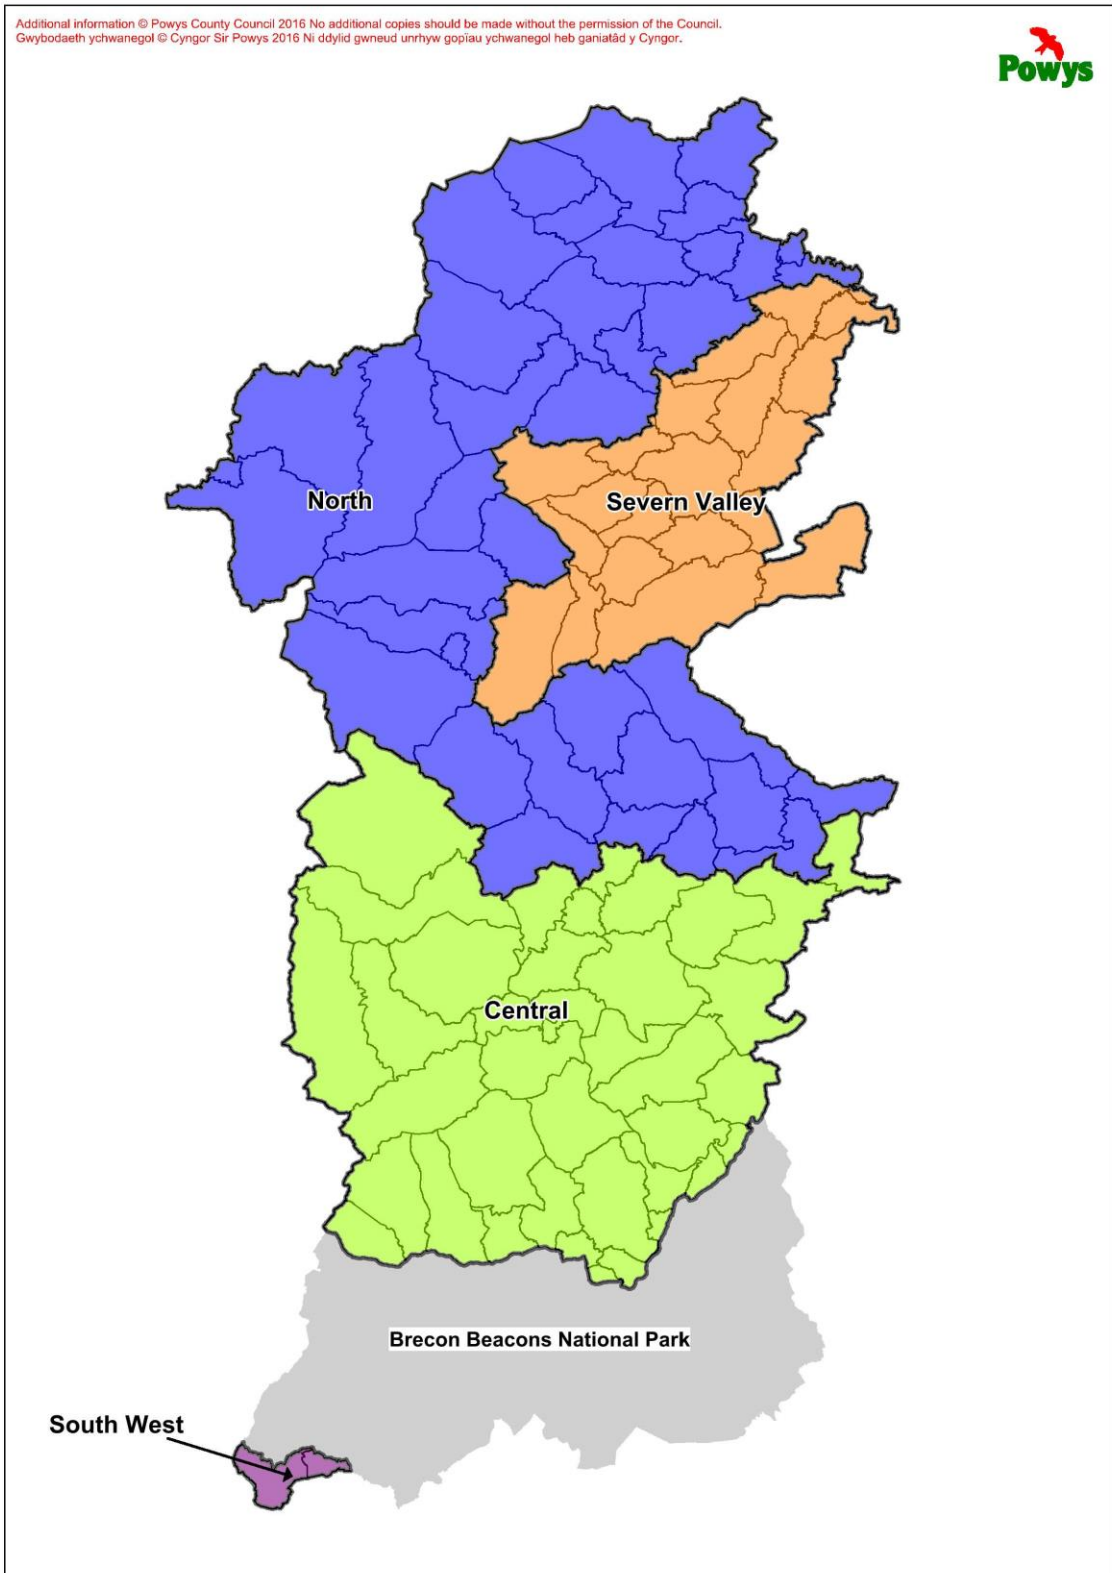 Additional information © Powys County Council 2016 No additional copies should be made without the permission of the Council.
Gwybodaeth ychwanegol © Cyngor Sir Powys 2016 Ni ddylid gwneud unrhyw gopïau ychwanegol heb ganiatâd y Cyngor.
Powys
North
Severn Valley
Central
Brecon Beacons National Park
South West